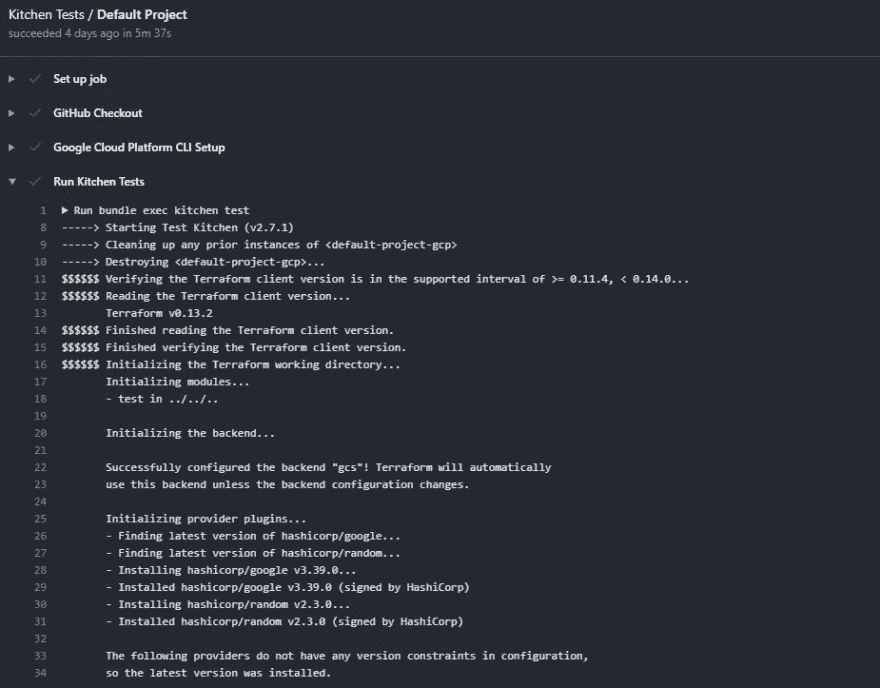 Kitchen Tests / Default Project
succeeded 4 days ago in 5m 37s
Set up job
GitHub Checkout
Google Cloud Platform CLI Setup
Run Kitchen Tests
1 ▶ Run bundle exec kitchen test
8 -----> Starting Test Kitchen (v2.7.1)
9 -----> Cleaning up any prior instances of <default-project-gcp>
10 -----> Destroying <default-project-gcp>...
11 $$$$$$ Verifying the Terraform client version is in the supported interval of >= 0.11.4, < 0.14.0...
12 $$$$$$ Reading the Terraform client version...
13 Terraform v0.13.2
14 $$$$$$ Finished reading the Terraform client version.
15 $$$$$$ Finished verifying the Terraform client version.
16 $$$$$$ Initializing the Terraform working directory...
17 Initializing modules...
18 - test in ../../..
19
20 Initializing the backend...
21
22 Successfully configured the backend "gcs"! Terraform will automatically
23 use this backend unless the backend configuration changes.
24
25 Initializing provider plugins...
26 - Finding latest version of hashicorp/google...
27 - Finding latest version of hashicorp/random...
28 - Installing hashicorp/google v3.39.0...
29 - Installed hashicorp/google v3.39.0 (signed by HashiCorp)
30 - Installing hashicorp/random v2.3.0...
31 - Installed hashicorp/random v2.3.0 (signed by HashiCorp)
32
33 The following providers do not have any version constraints in configuration,
34 so the latest version was installed.